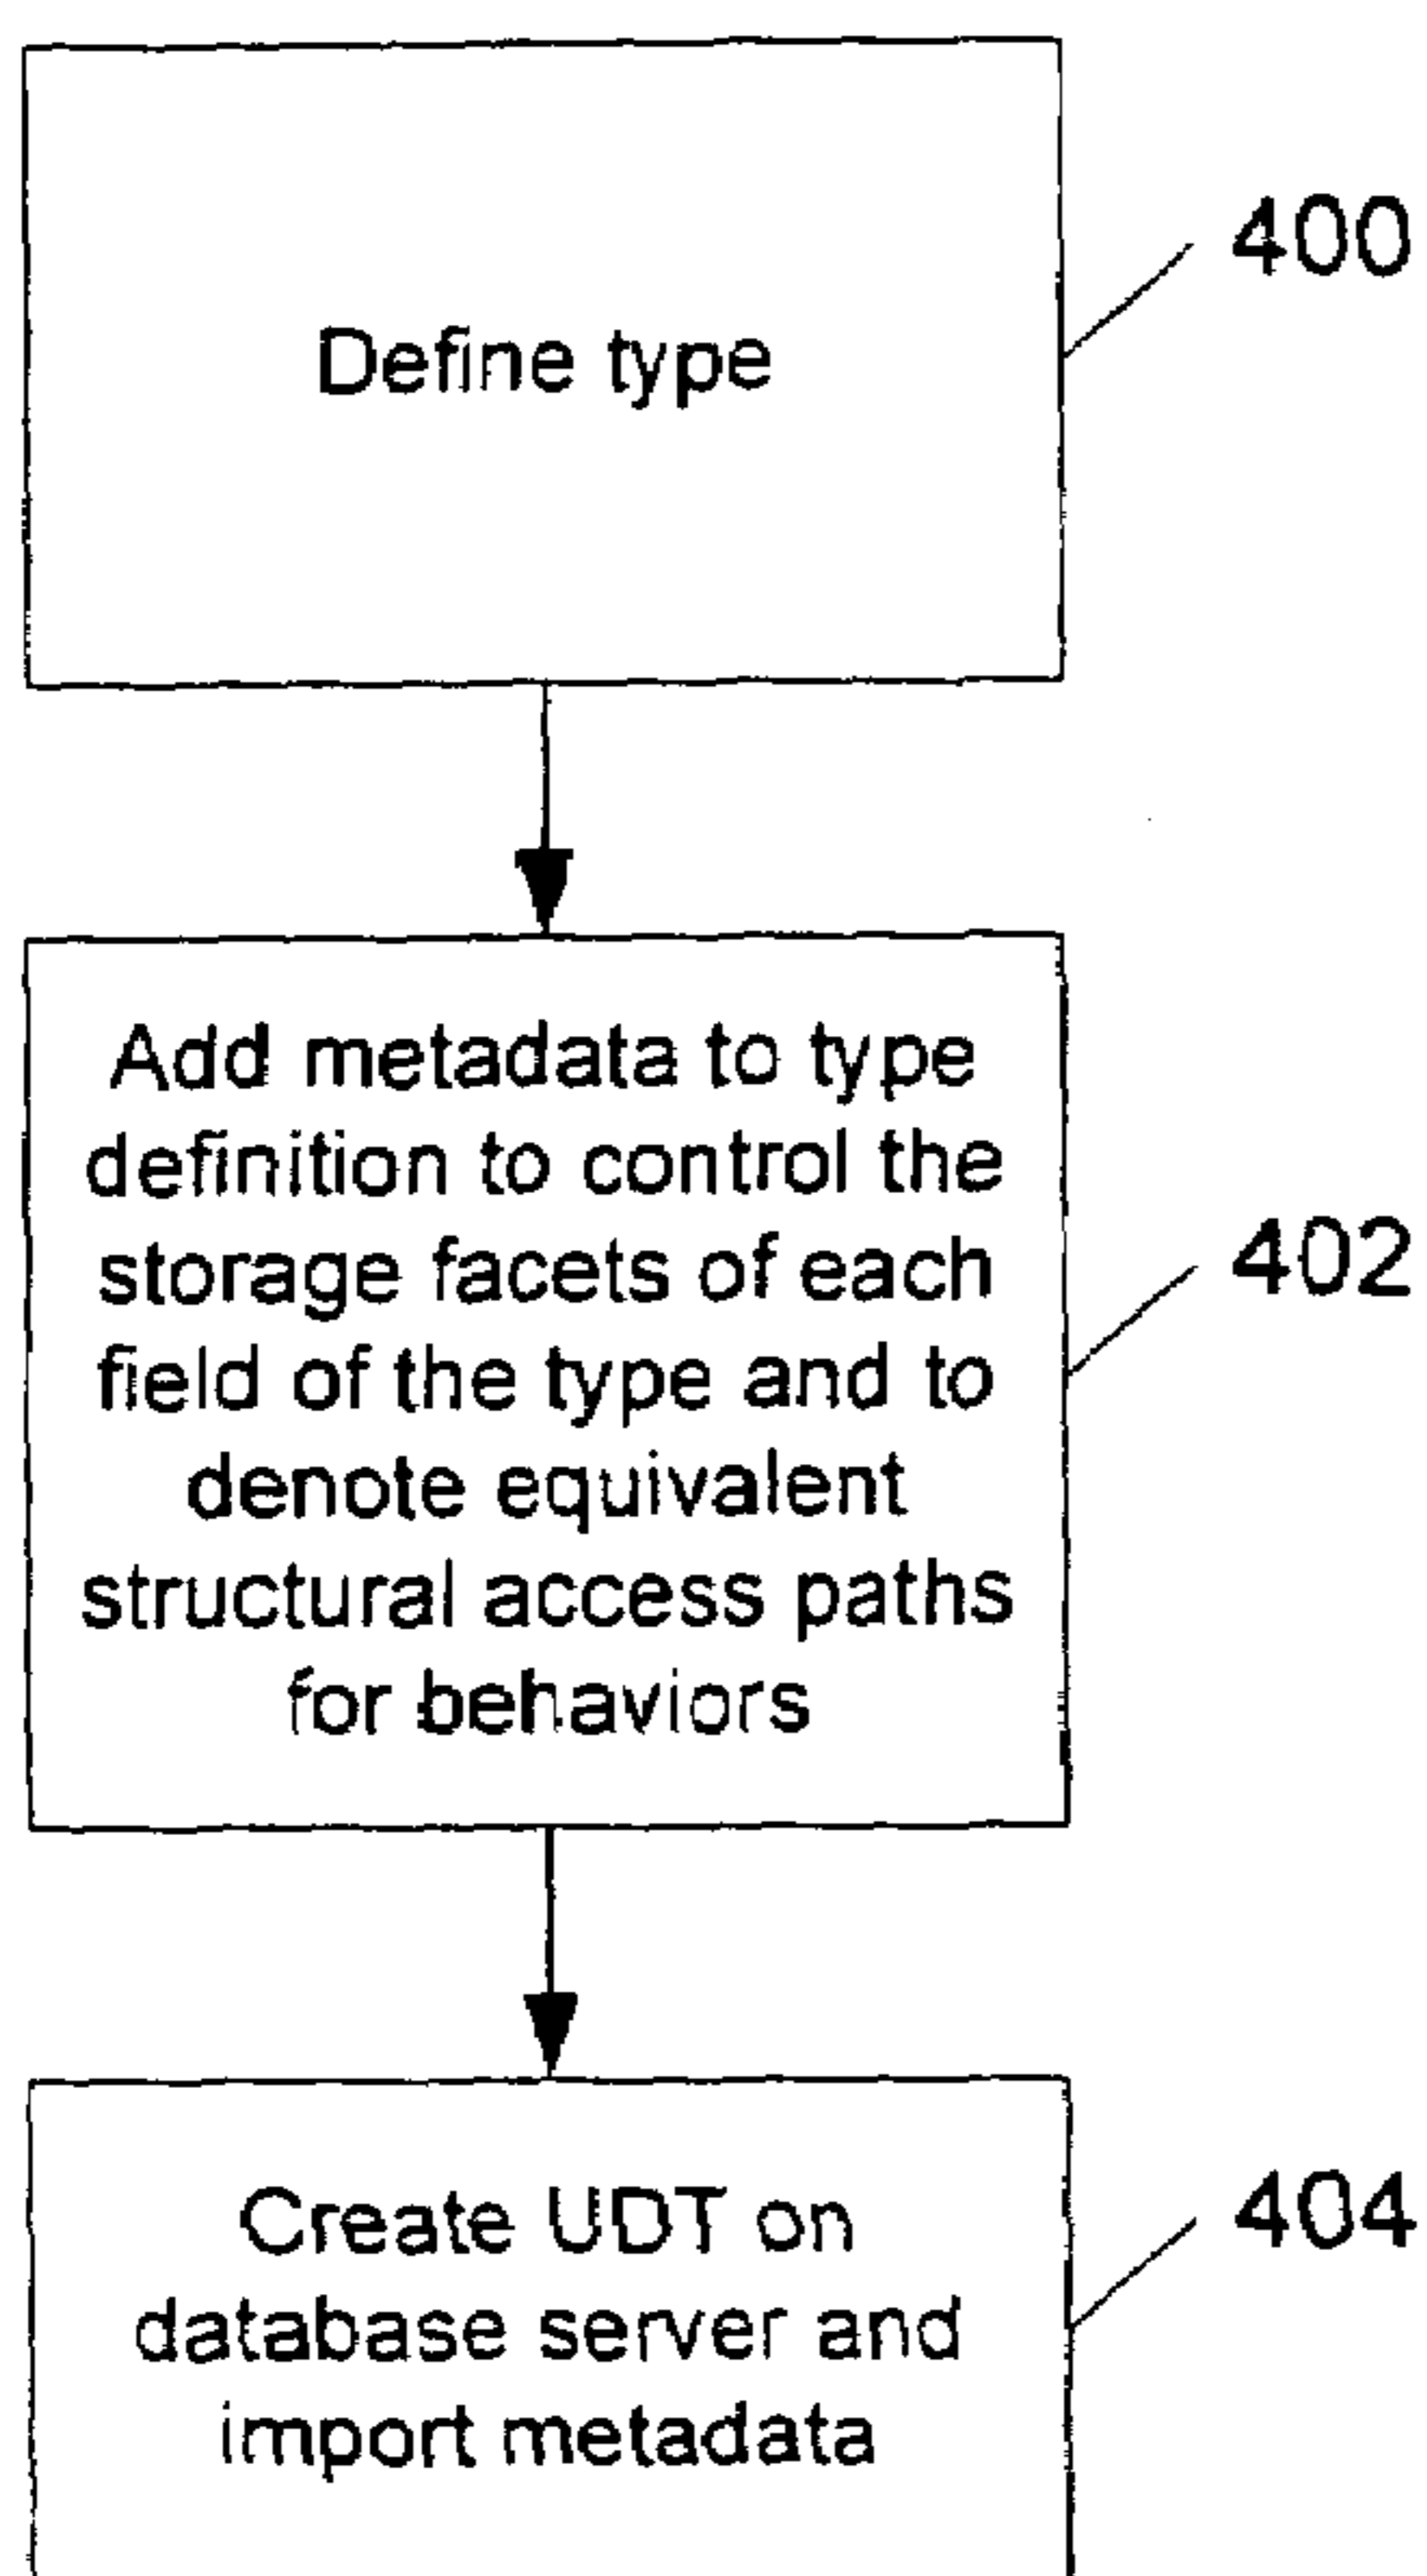 400
Define type
Add metadata to type
definition to control the
storage facets of each
field of the type and to
denote equivalent
structural access paths
for behaviors
402
Create UDT on
database server and
import metadata
404